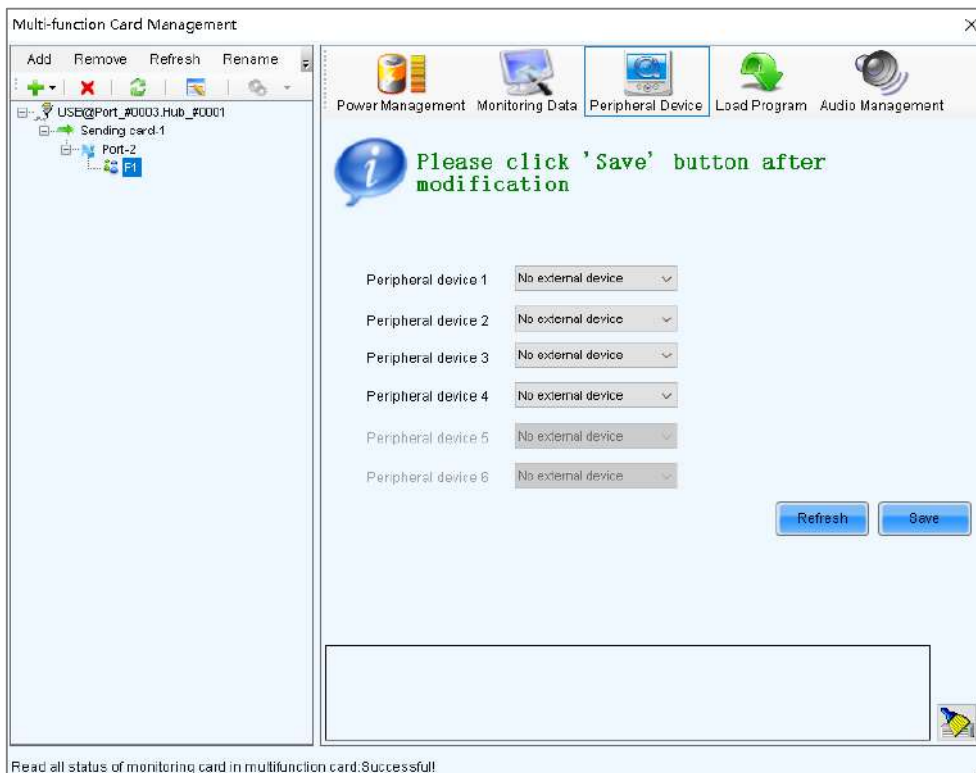 Multi-function Card Management
Add Remove Refresh Rename
USE@Port_#0003.Hub_#0001
Sending card-1
Port-2
F1
Power Management Monitoring Data Peripheral Device Load Program Audio Management
Please click 'Save' button after
modification
Peripheral device 1 No external device
Peripheral device 2 No external device
Peripheral device 3 No external device
Peripheral device 4 No external device
Peripheral device 5 No external device
Peripheral device 6 No external device
Refresh Save
Read all status of monitoring card in multifunction card:Successful!